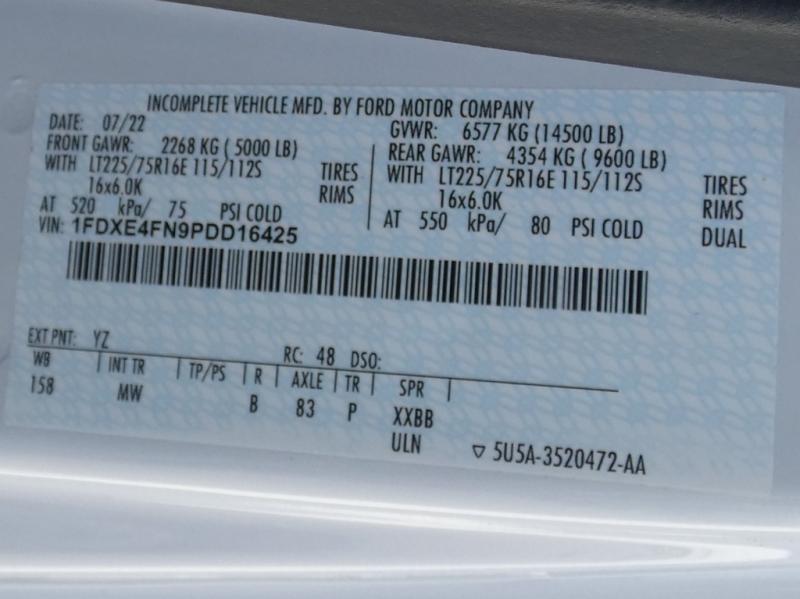 INCOMPLETE VEHICLE MFD. BY FORD MOTOR COMPANY
DATE: 07/22 GVWR: 6577 KG (14500 LB)
FRONT GAWR: 2268 KG ( 5000 LB) REAR GAWR: 4354 KG ( 9600 LB)
WITH LT225/75R16E 115/112S TIRES WITH LT225/75R16E 115/112S TIRES
16x6.0K RIMS 16x6.0K RIMS
AT 520 kPa/ 75 PSI COLD AT 550 kPa/ 80 PSI COLD DUAL
VIN: 1FDXE4FN9PDD16425
EXT PNT: YZ RC: 48 DSO:
WB INT TR TP/PS R AXLE TR SPR
158 MW B 83 P XXBB
ULN ▽ 5U5A-3520472-AA